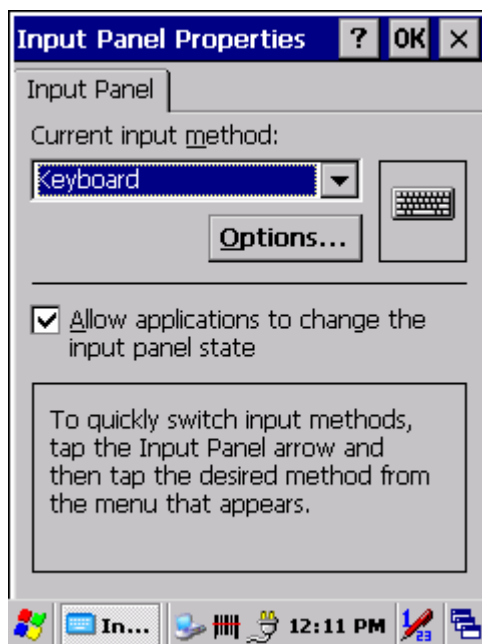 Input Panel Properties ? OK ×
Input Panel
Current input method:
Keyboard
Options...
Allow applications to change the
input panel state
To quickly switch input methods,
tap the Input Panel arrow and
then tap the desired method from
the menu that appears.
In... 12:11 PM 1/23